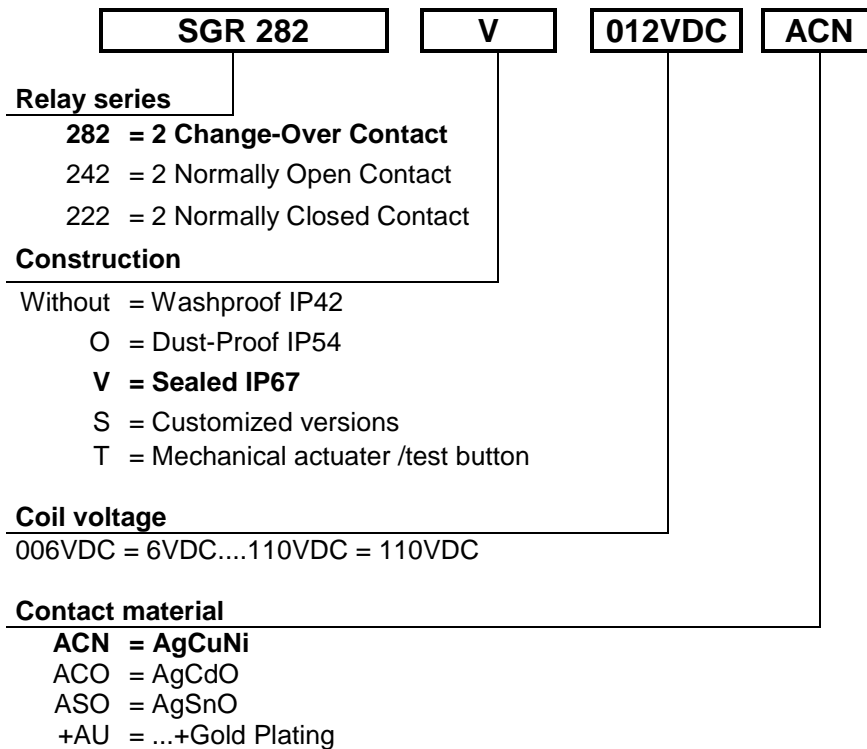 SGR 282 V 012VDC ACN
Relay series
282 = 2 Change-Over Contact
242 = 2 Normally Open Contact
222 = 2 Normally Closed Contact
Construction
Without = Washproof IP42
O = Dust-Proof IP54
V = Sealed IP67
S = Customized versions
T = Mechanical actuater /test button
Coil voltage
006VDC = 6VDC....110VDC = 110VDC
Contact material
ACN = AgCuNi
ACO = AgCdO
ASO = AgSnO
+AU = ...+Gold Plating